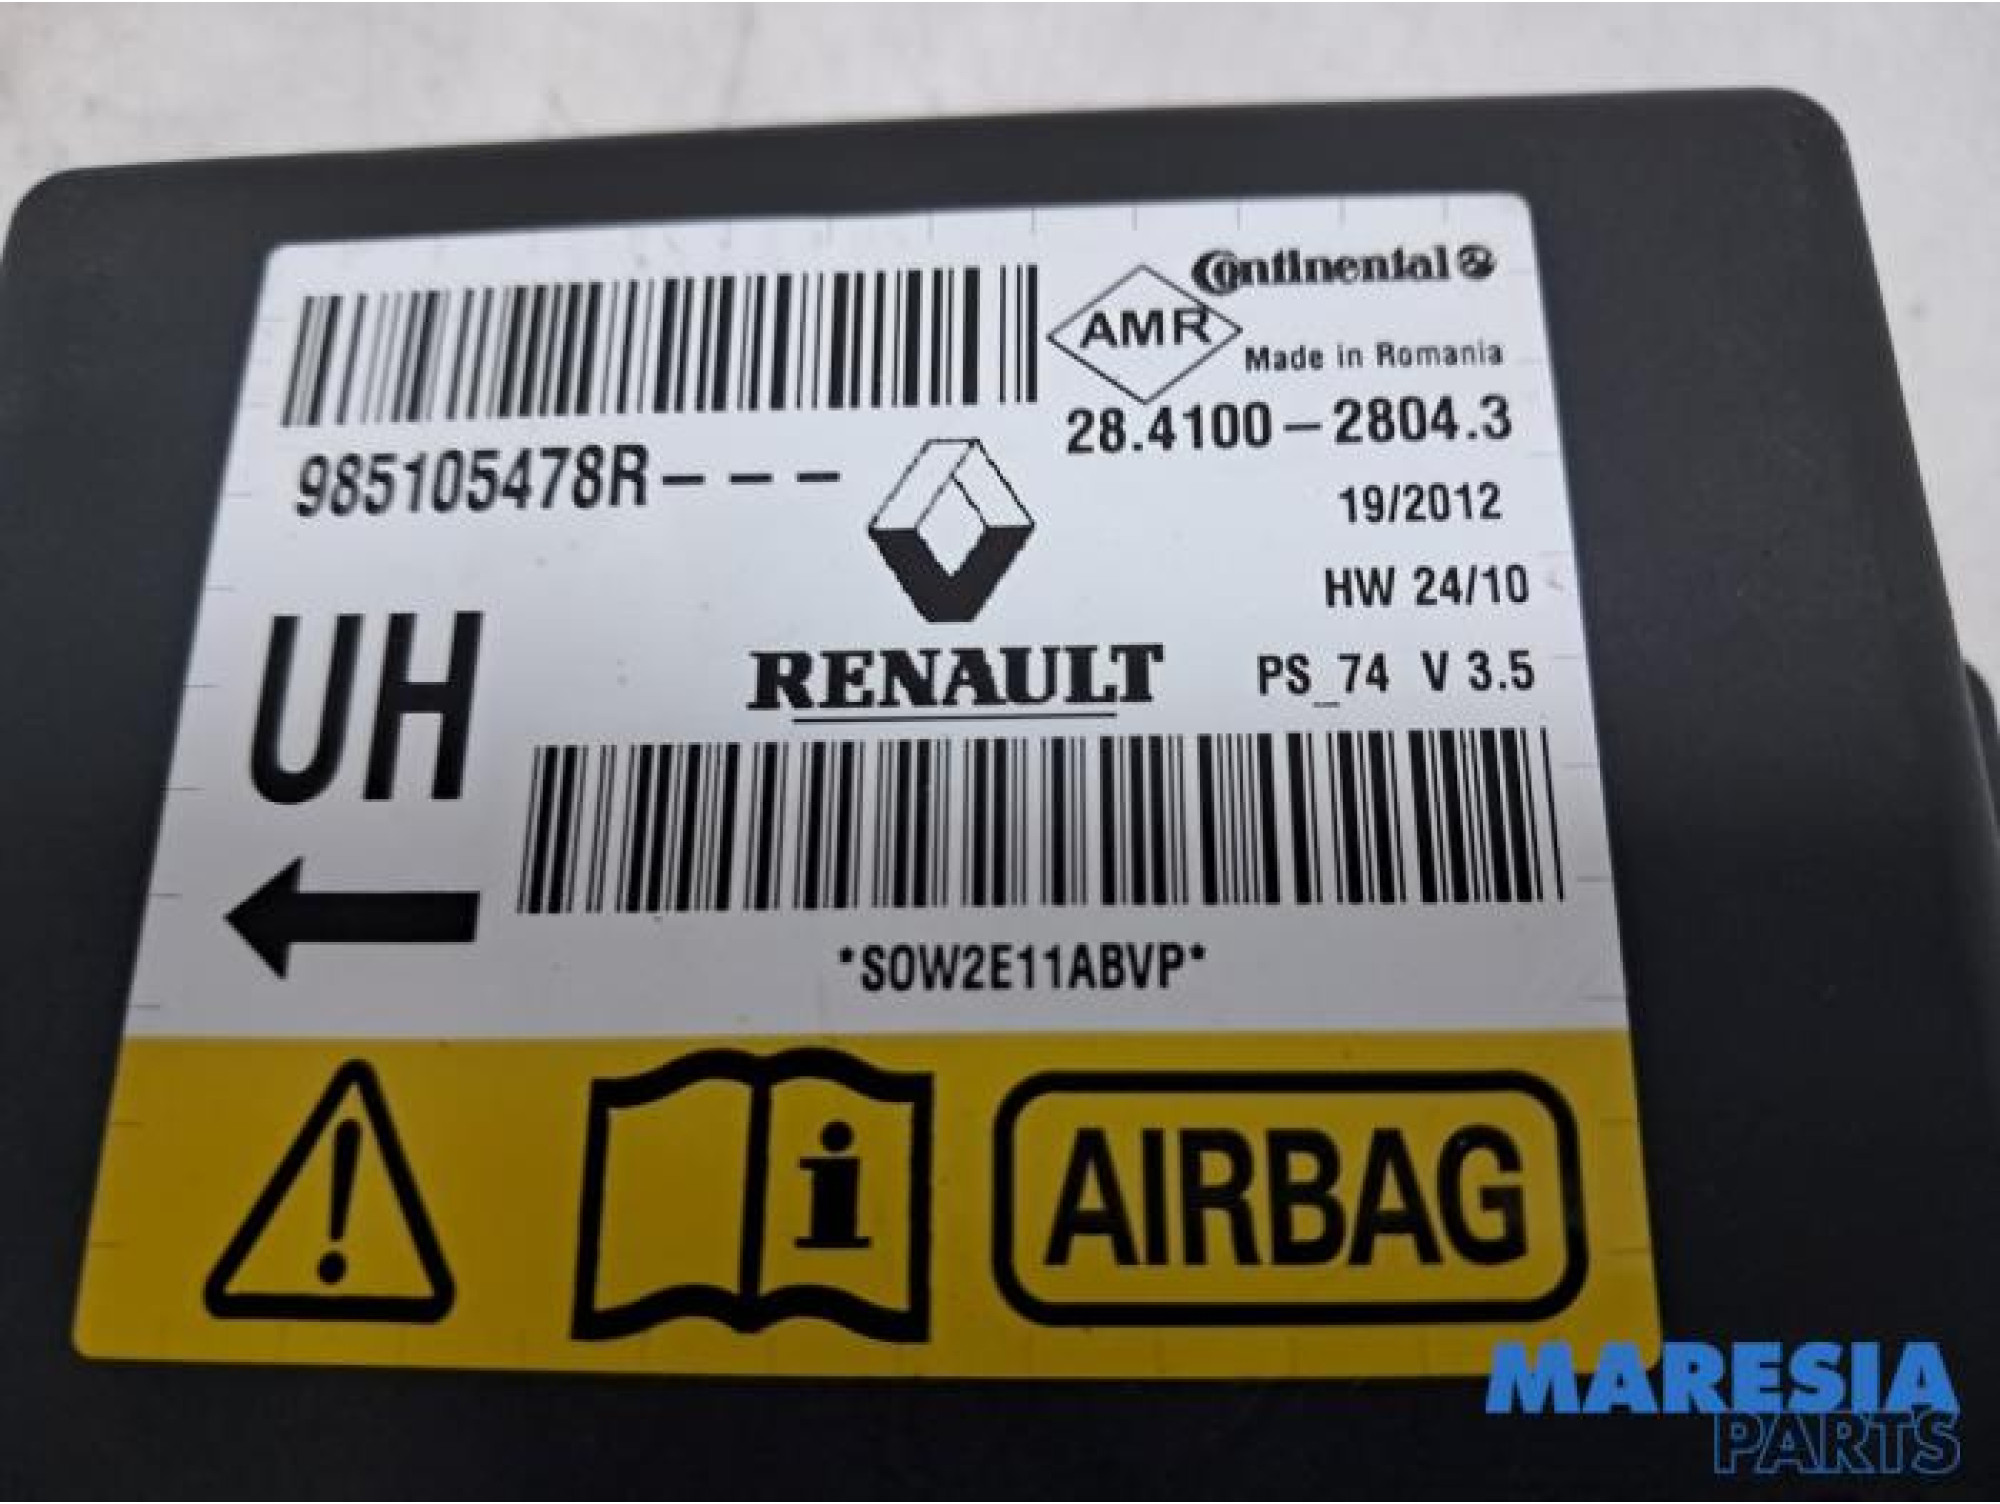 Continental
AMR
Made in Romania
985105478R---
28.4100-2804.3
19/2012
HW 24/10
UH
RENAULT
PS_74 V 3.5
*S0W2E11ABVP*
AIRBAG
MARESIA
PARTS